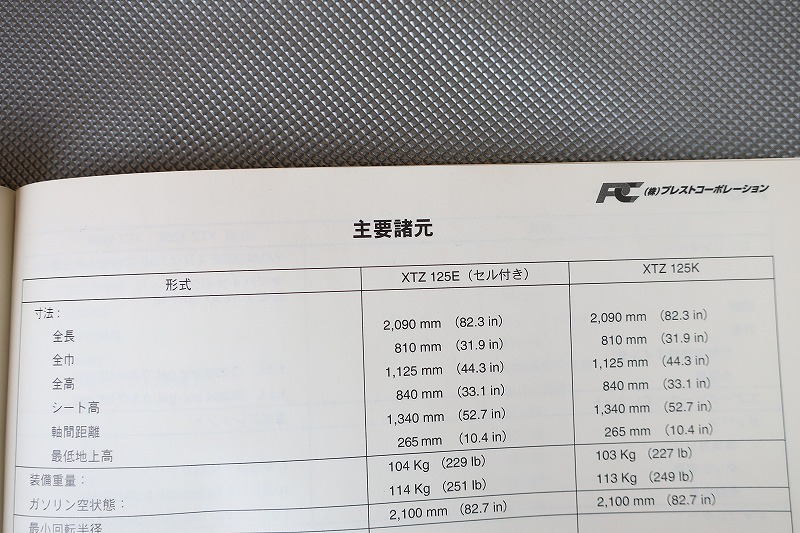 PC (株)プレストコーポレーション
主要諸元
形式 XTZ 125E（セル付き） XTZ 125K
寸法：
全長 2,090 mm （82.3 in） 2,090 mm （82.3 in）
全巾 810 mm （31.9 in） 810 mm （31.9 in）
全高 1,125 mm （44.3 in） 1,125 mm （44.3 in）
シート高 840 mm （33.1 in） 840 mm （33.1 in）
軸間距離 1,340 mm （52.7 in） 1,340 mm （52.7 in）
最低地上高 265 mm （10.4 in） 265 mm （10.4 in）
装備重量： 104 Kg （229 lb） 103 Kg （227 lb）
ガソリン空状態： 114 Kg （251 lb） 113 Kg （249 lb）
最小回転半径 2,100 mm （82.7 in） 2,100 mm （82.7 in）